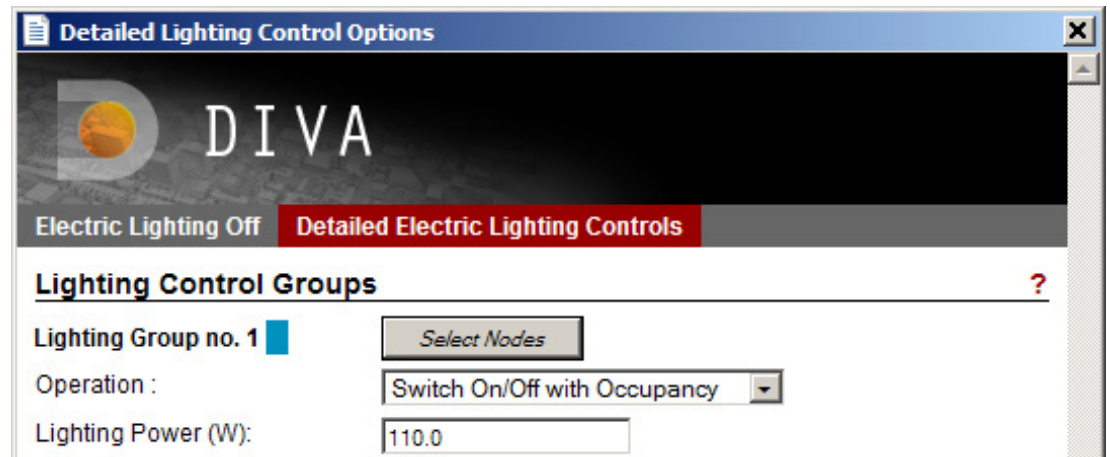 Detailed Lighting Control Options
DIVA
Electric Lighting Off Detailed Electric Lighting Controls
Lighting Control Groups ?
Lighting Group no. 1 Select Nodes
Operation : Switch On/Off with Occupancy
Lighting Power (W): 110.0